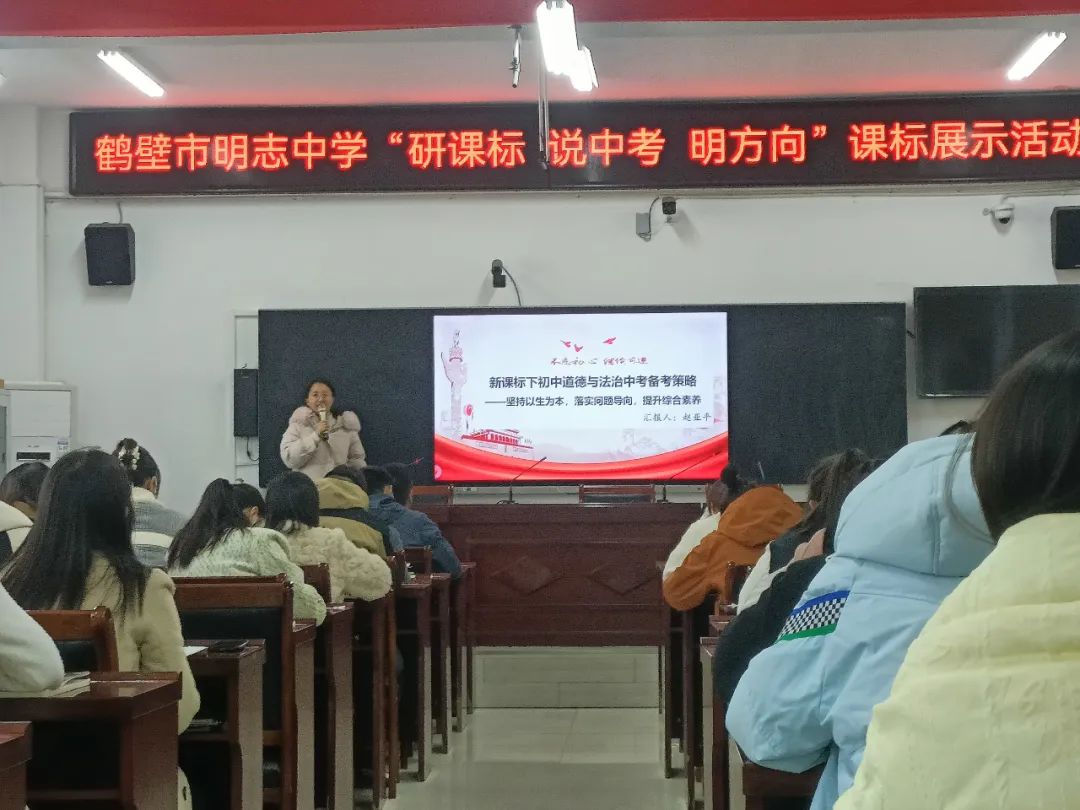 鹤壁市明志中学“研课标 说中考 明方向”课标展示活动
不忘初心 继续前进
新课标下初中道德与法治中考备考策略
——坚持以生为本，落实问题导向，提升综合素养
汇报人：赵亚平